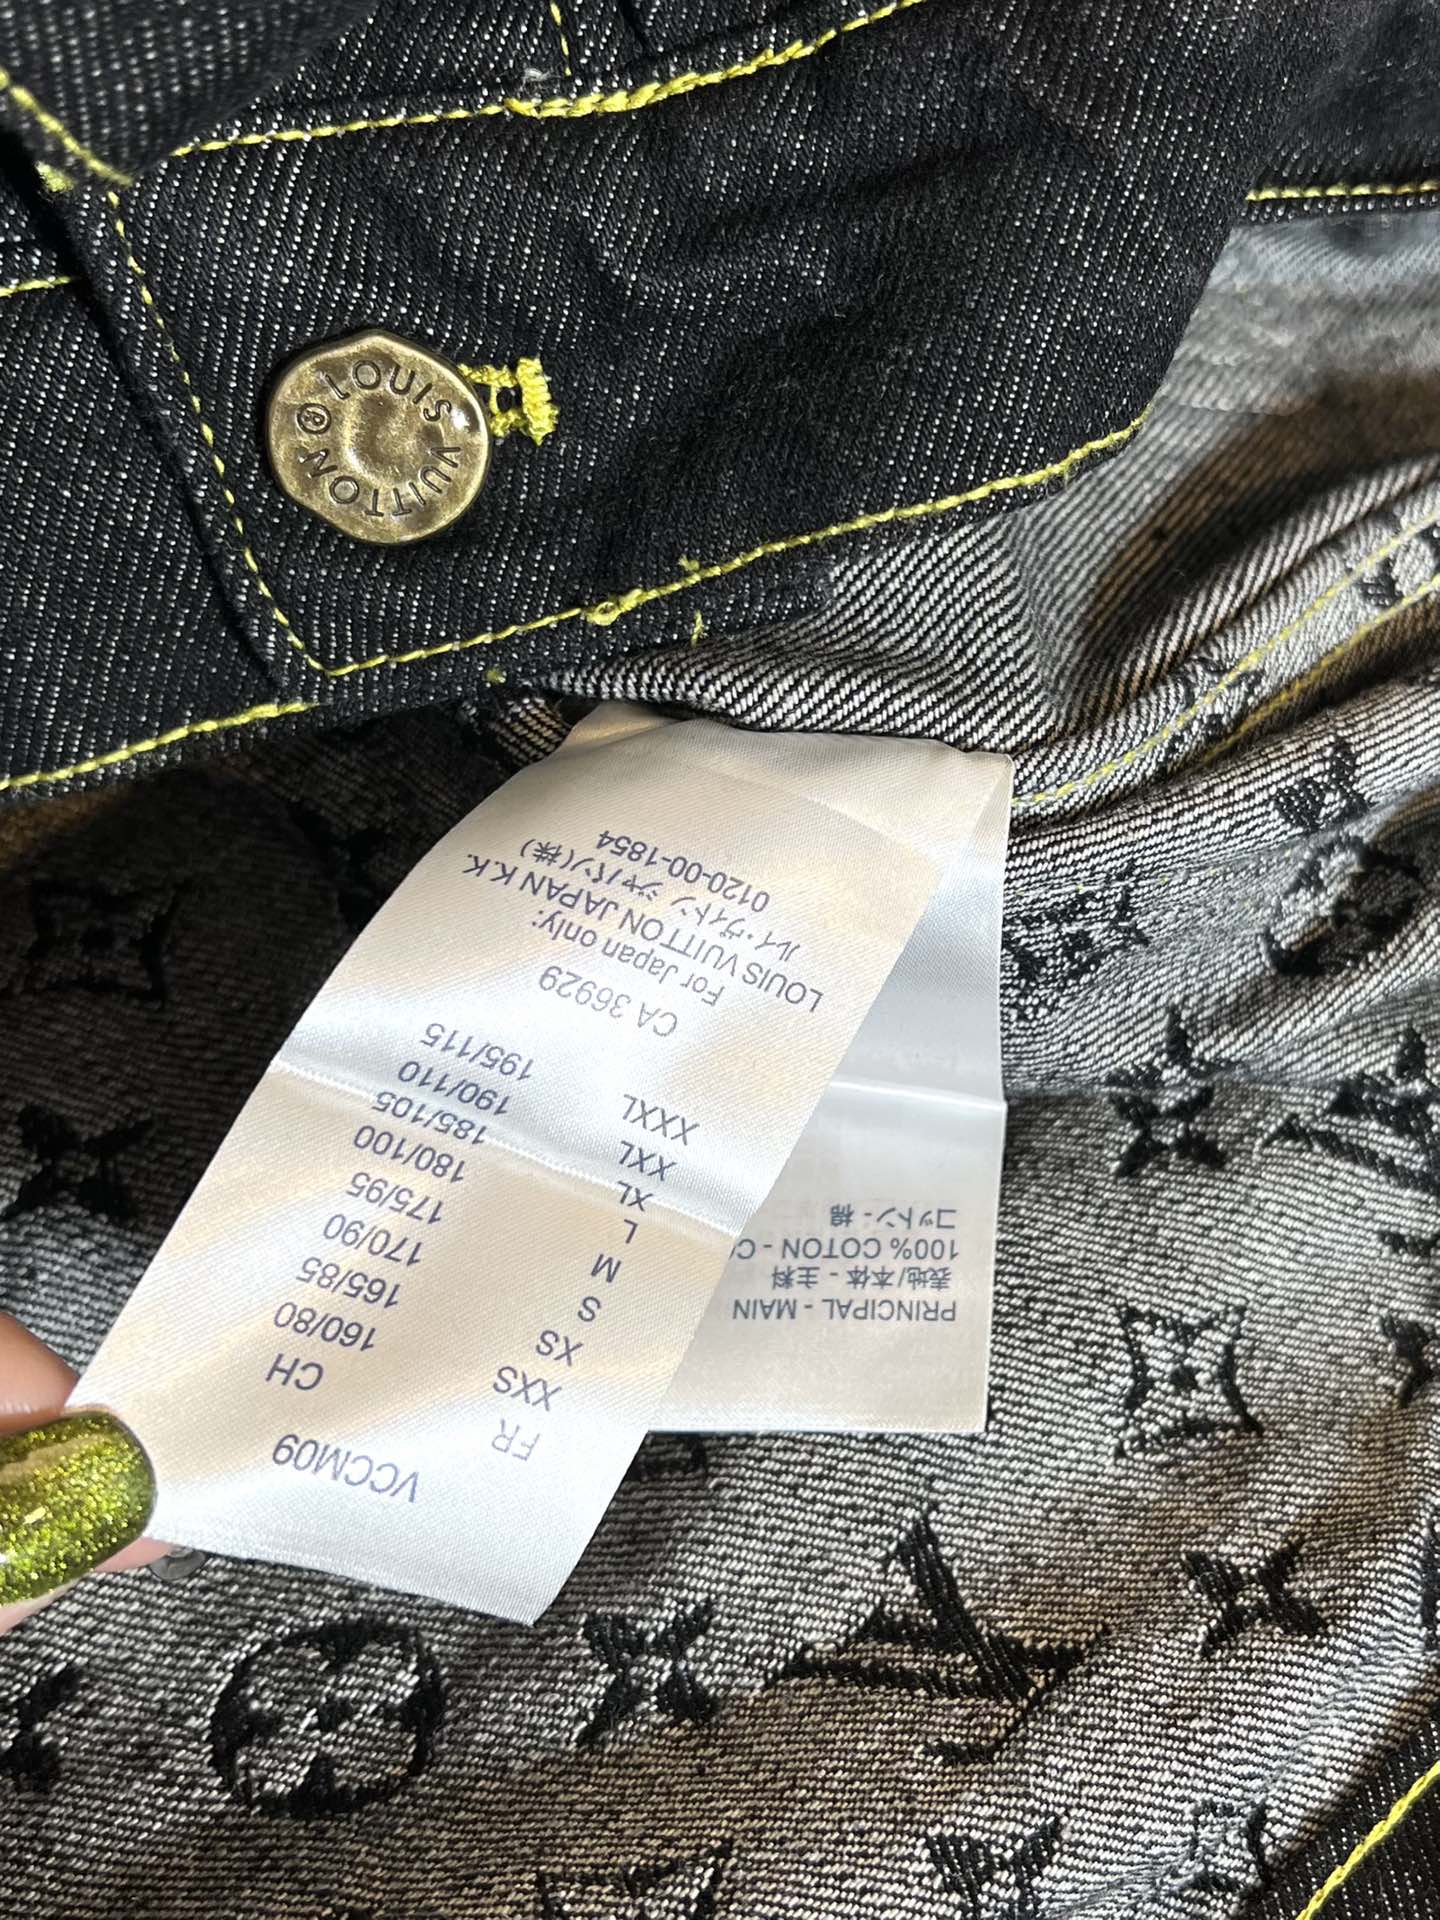 LOUIS VUITTON ®
VCCM09
FR CH
XXS 160/80
XS 165/85
S 170/90
M 175/95
L 180/100
XL 185/105
XXL 190/110
XXXL 195/115
CA 36929
For Japan only:
LOUIS VUITTON JAPAN K.K.
ルイ・ヴィトン ジャパン(株)
0120-00-1854
PRINCIPAL - MAIN
表地/本体 - 主料
100% COTON - C
コットン - 棉